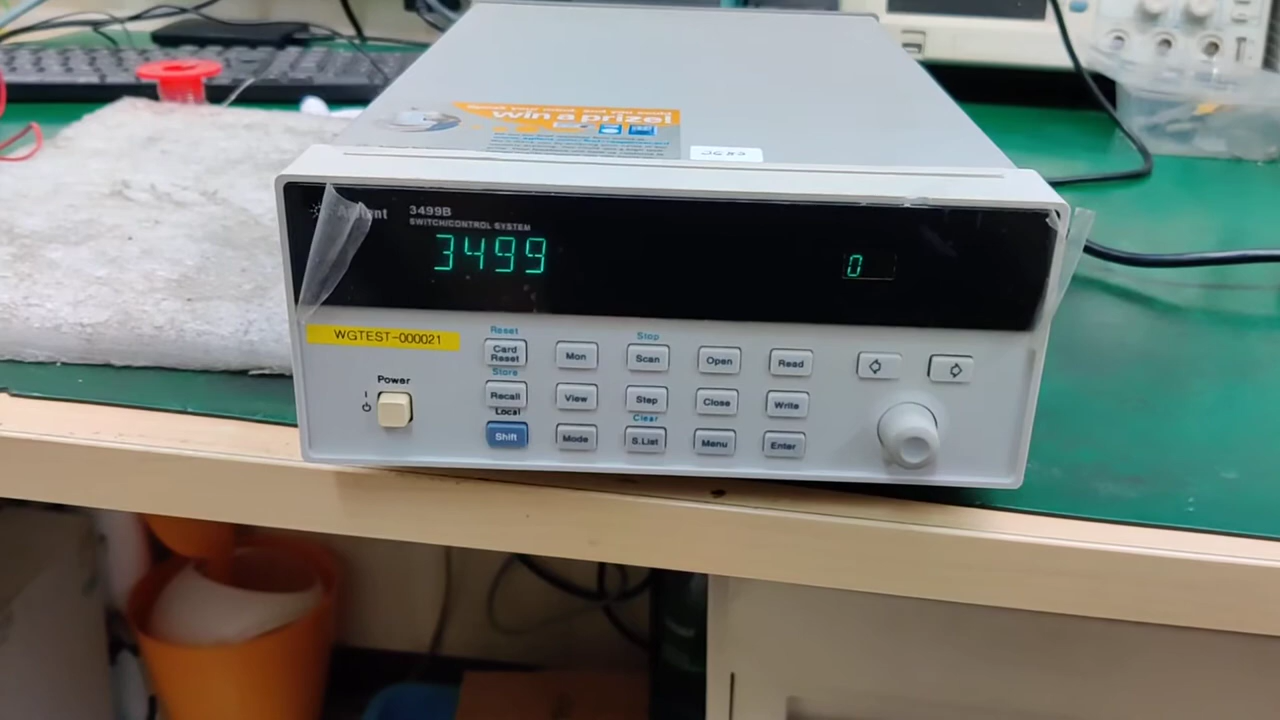 win a prize!
Agilent
3499B
SWITCH/CONTROL SYSTEM
3499
0
WGTEST-000021
Reset
Stop
Card Reset
Mon
Scan
Open
Read
Store
Recall
View
Step
Close
Write
Power
Local
Clear
Shift
Mode
S.List
Menu
Enter